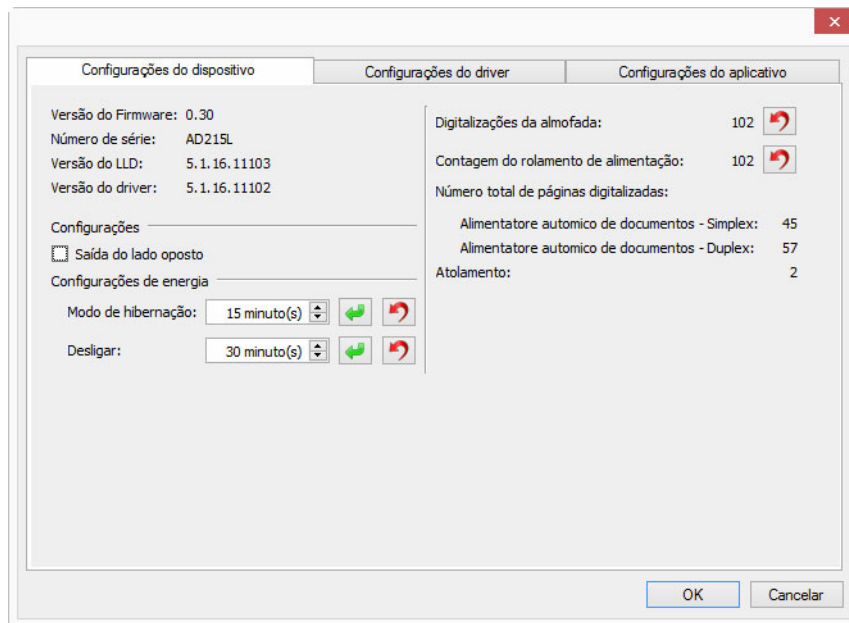 Configurações do dispositivo
Configurações do driver
Configurações do aplicativo
Versão do Firmware: 0.30
Número de série: AD215L
Versão do LLD: 5.1.16.11103
Versão do driver: 5.1.16.11102
Configurações
Saída do lado oposto
Configurações de energia
Modo de hibernação: 15 minuto(s)
Desligar: 30 minuto(s)
Digitalizações da almofada: 102
Contagem do rolamento de alimentação: 102
Número total de páginas digitalizadas:
Alimentatore automico de documentos - Simplex: 45
Alimentatore automico de documentos - Duplex: 57
Atolamento: 2
OK
Cancelar